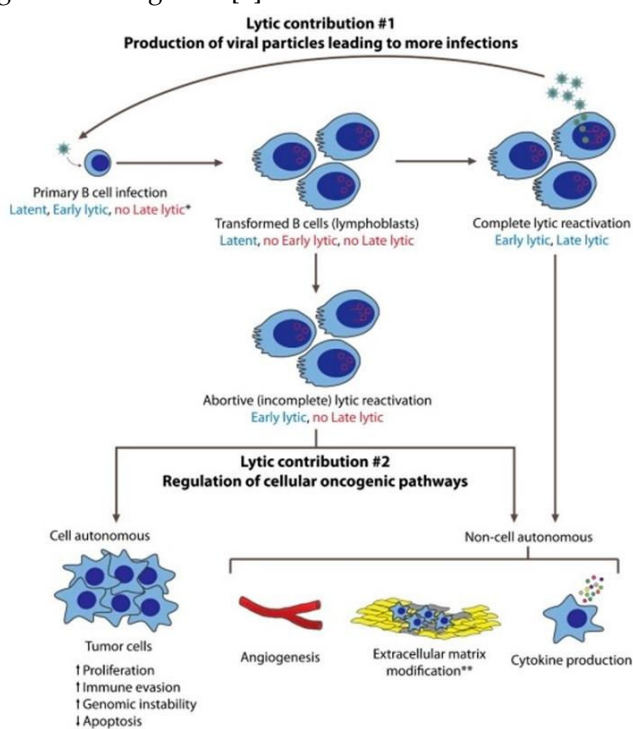 Lytic contribution #1
Production of viral particles leading to more infections
Primary B cell infection
Latent, Early lytic, no Late lytic*
Transformed B cells (lymphoblasts)
Latent, no Early lytic, no Late lytic
Complete lytic reactivation
Early lytic, Late lytic
Abortive (incomplete) lytic reactivation
Early lytic, no Late lytic
Lytic contribution #2
Regulation of cellular oncogenic pathways
Cell autonomous
Non-cell autonomous
Tumor cells
↑Proliferation
↑Immune evasion
↑Genomic instability
↓Apoptosis
Angiogenesis
Extracellular matrix
modification**
Cytokine production